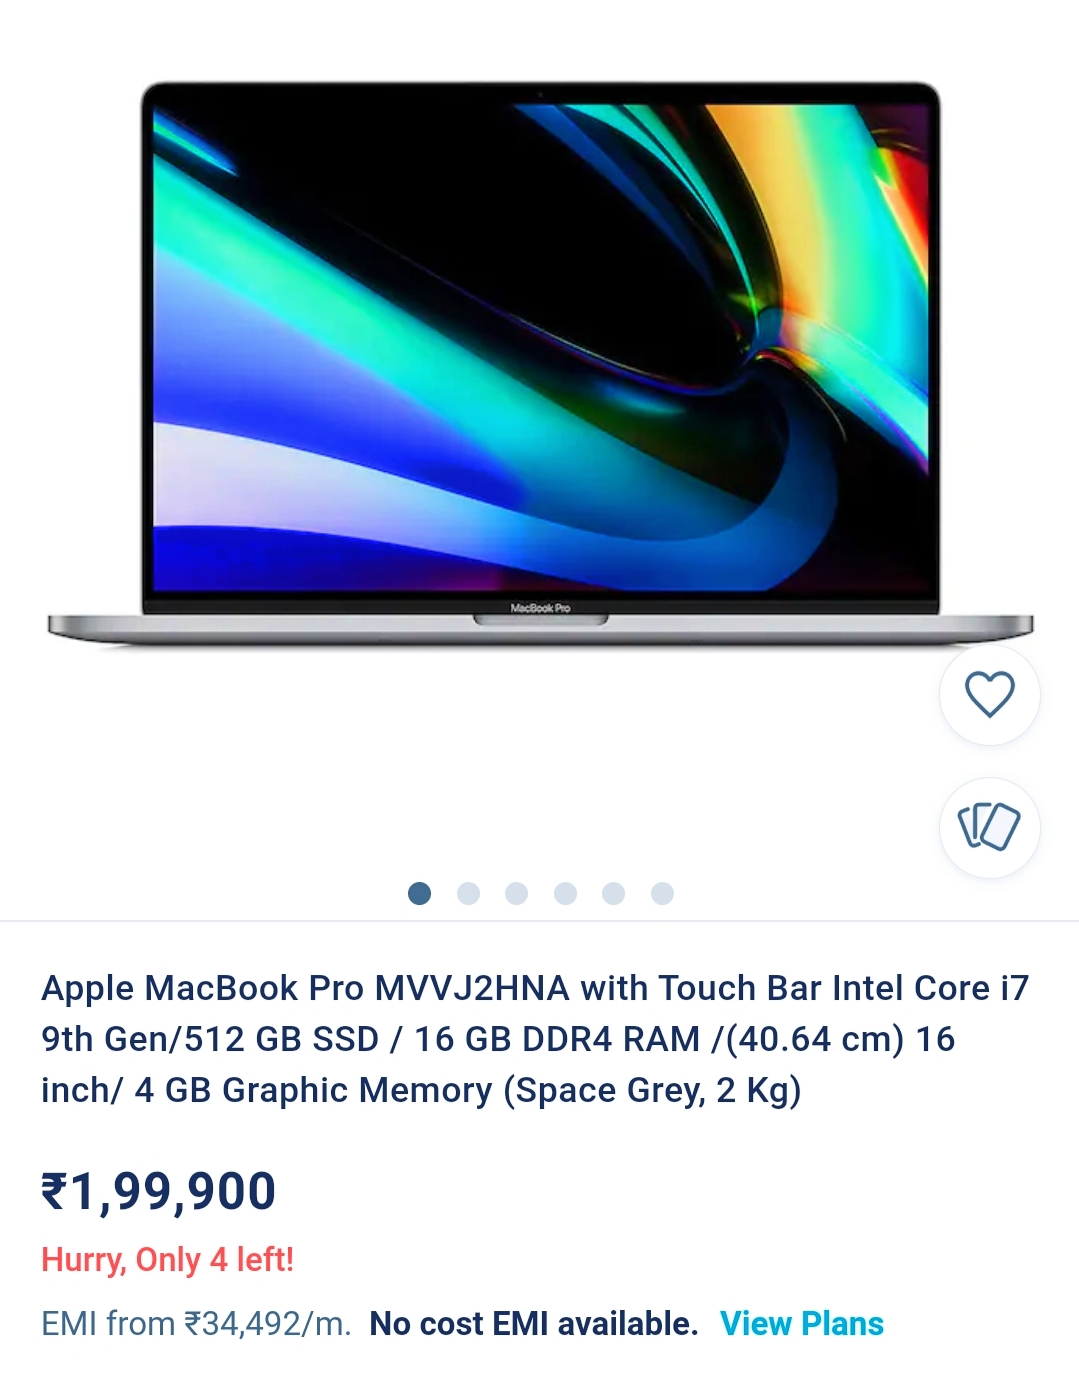 MacBook Pro
Apple MacBook Pro MVVJ2HNA with Touch Bar Intel Core i7
9th Gen/512 GB SSD / 16 GB DDR4 RAM /(40.64 cm) 16
inch/ 4 GB Graphic Memory (Space Grey, 2 Kg)
₹1,99,900
Hurry, Only 4 left!
EMI from ₹34,492/m. No cost EMI available. View Plans